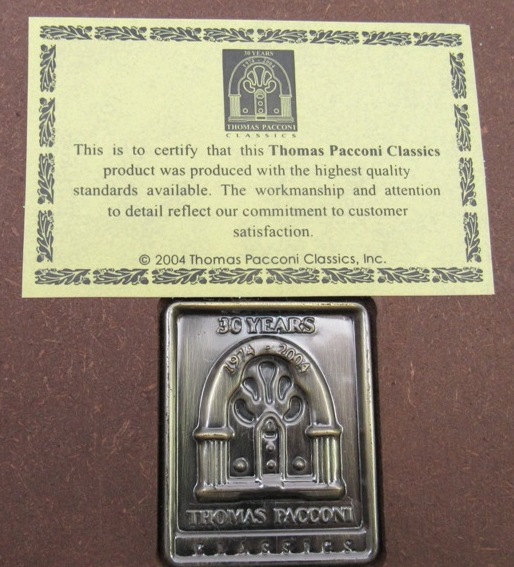 30 YEARS
1974 - 2004
THOMAS PACCONI
CLASSICS
This is to certify that this Thomas Pacconi Classics
product was produced with the highest quality
standards available. The workmanship and attention
to detail reflect our commitment to customer
satisfaction.
© 2004 Thomas Pacconi Classics, Inc.
30 YEARS
1974 - 2004
THOMAS PACCONI
CLASSICS